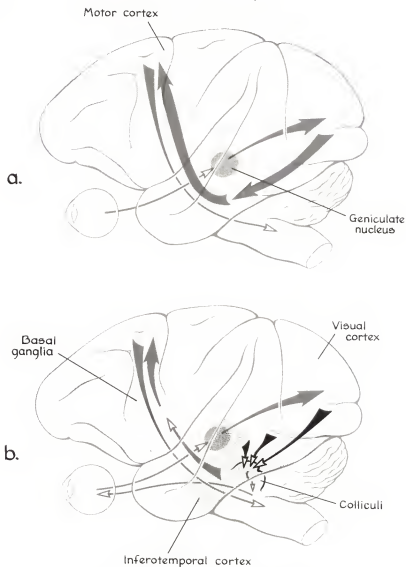 Motor cortex
a.
Geniculate
nucleus
Basal
ganglia
Visual
cortex
b.
Colliculi
Inferotemporal cortex